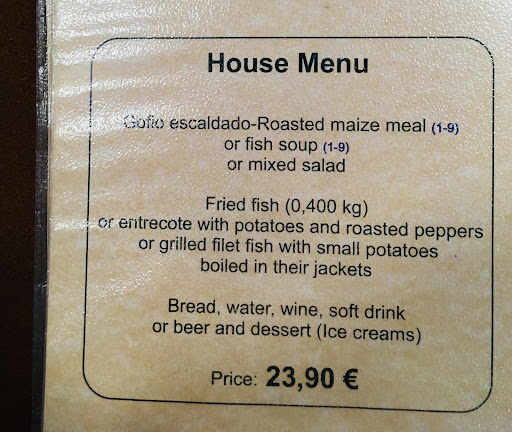 House Menu
Gofio escaldado-Roasted maize meal (1-9)
or fish soup (1-9)
or mixed salad
Fried fish (0,400 kg)
or entrecote with potatoes and roasted peppers
or grilled filet fish with small potatoes
boiled in their jackets
Bread, water, wine, soft drink
or beer and dessert (Ice creams)
Price: 23,90 €